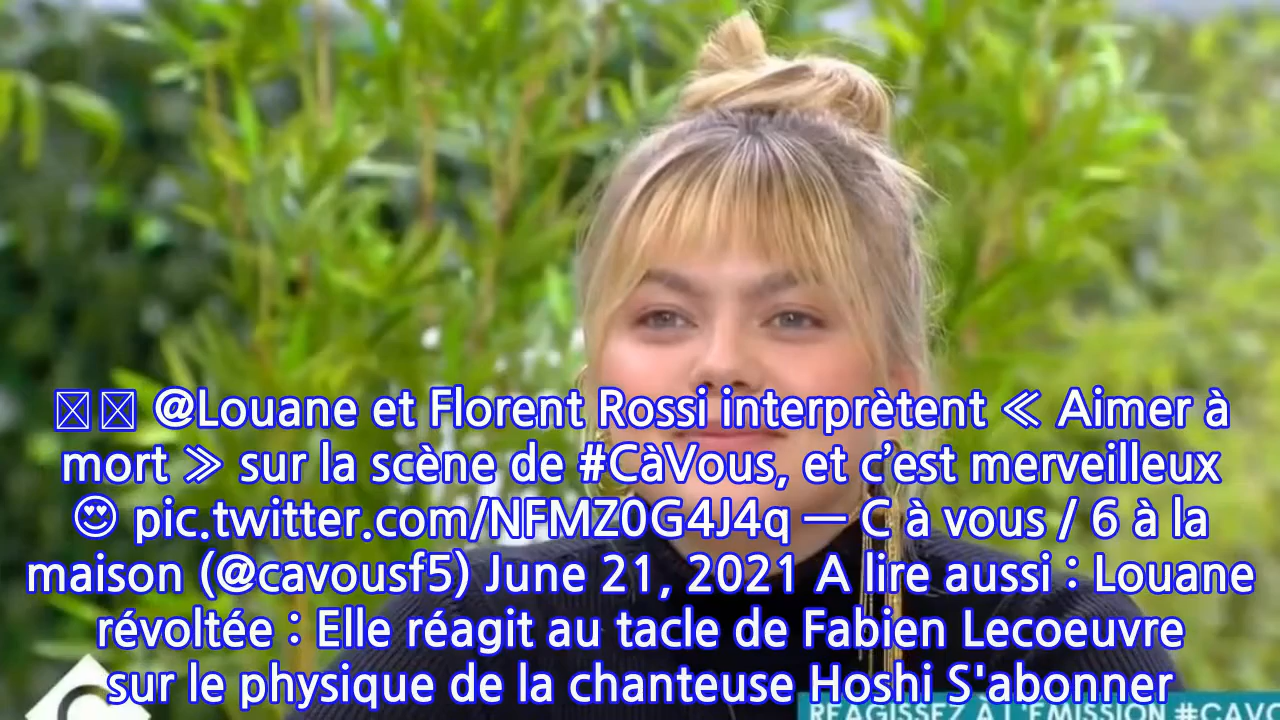 @Louane et Florent Rossi interprètent ≪ Aimer à
mort ≫ sur la scène de #CàVous, et c’est merveilleux
😍 pic.twitter.com/NFMZ0G4J4q — C à vous / 6 à la
maison (@cavousf5) June 21, 2021 A lire aussi : Louane
révoltée : Elle réagit au tacle de Fabien Lecoeuvre
sur le physique de la chanteuse Hoshi S'abonner
RÉAGISSEZ À L'ÉMISSION #CAVO